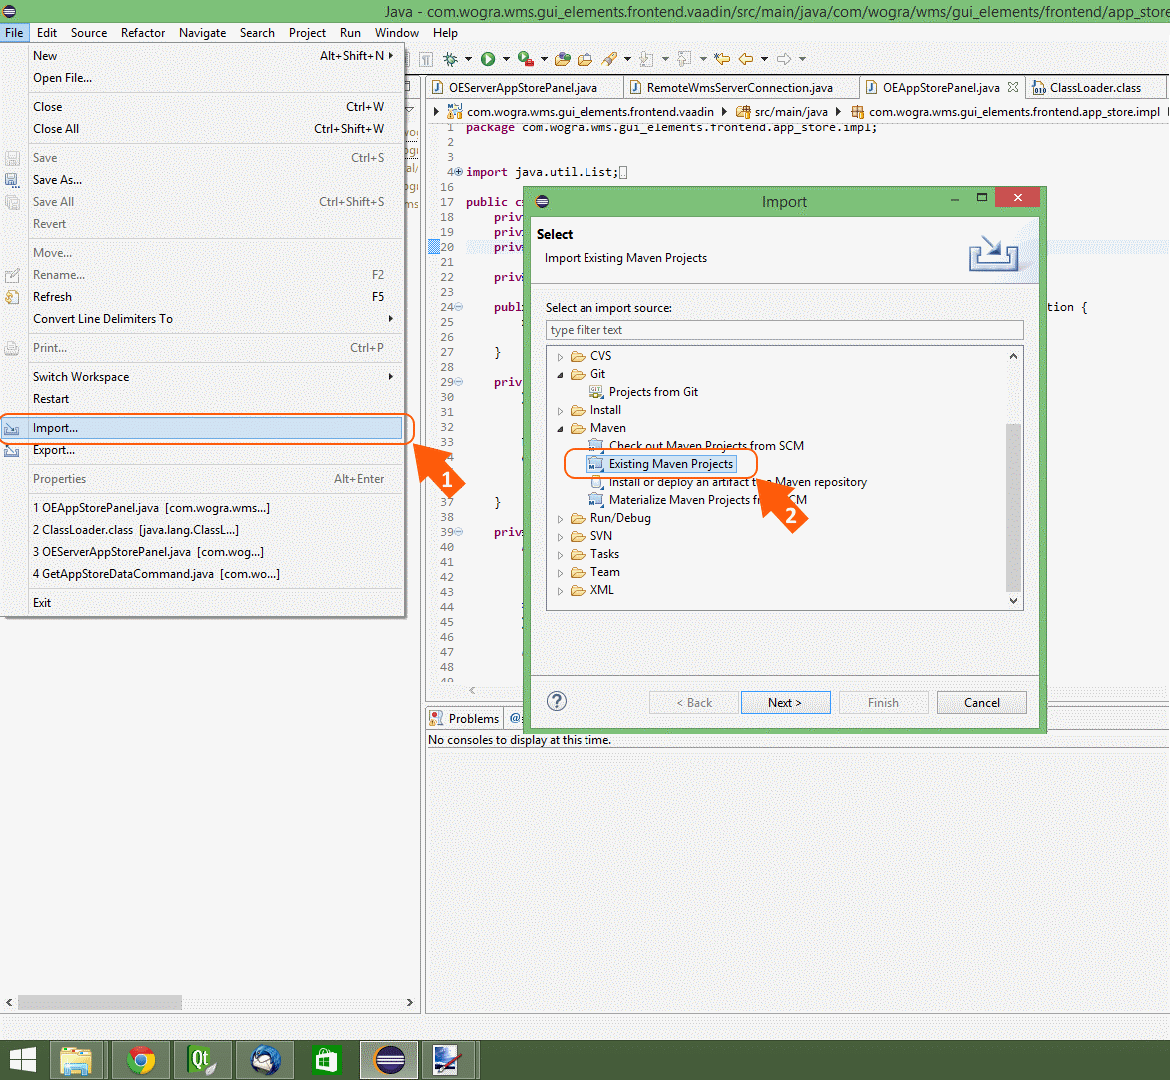 Java - com.wogra.wms.gui_elements.frontend.vaadin/src/main/java/com/wogra/wms/gui_elements/frontend/app_store
File Edit Source Refactor Navigate Search Project Run Window Help
New Alt+Shift+N
Open File...
Close Ctrl+W
Close All Ctrl+Shift+W
Save Ctrl+S
Save As...
Save All Ctrl+Shift+S
Revert
Move...
Rename... F2
Refresh F5
Convert Line Delimiters To
Print... Ctrl+P
Switch Workspace
Restart
Import...
Export...
1
Properties Alt+Enter
1 OEAppStorePanel.java [com.wogra.wms...]
2 ClassLoader.class [java.lang.ClassL...]
3 OEServerAppStorePanel.java [com.wog...]
4 GetAppStoreDataCommand.java [com.wo...]
Exit
OEServerAppStorePanel.java RemoteWmsServerConnection.java OEAppStorePanel.java ClassLoader.class
com.wogra.wms.gui_elements.frontend.vaadin src/main/java com.wogra.wms.gui_elements.frontend.app_store.impl
1 package com.wogra.wms.gui_elements.frontend.app_store.impl;
2
3
4 import java.util.List;
16
17 public c
18 priv
19 priv
20 priv
21
22 priv
23
24 publ tion {
25
26
27 }
28
29 priv
30
31
32
33
34
37 }
38
39 priv
40
41
42
43
44
45
46
47
48
49
Import
Select
Import Existing Maven Projects
Select an import source:
type filter text
CVS
Git
Projects from Git
Install
Maven
Check out Maven Projects from SCM
Existing Maven Projects
Install or deploy an artifact to a Maven repository
Materialize Maven Projects from SCM
2
Run/Debug
SVN
Tasks
Team
XML
? < Back Next > Finish Cancel
Problems @
No consoles to display at this time.
Qt